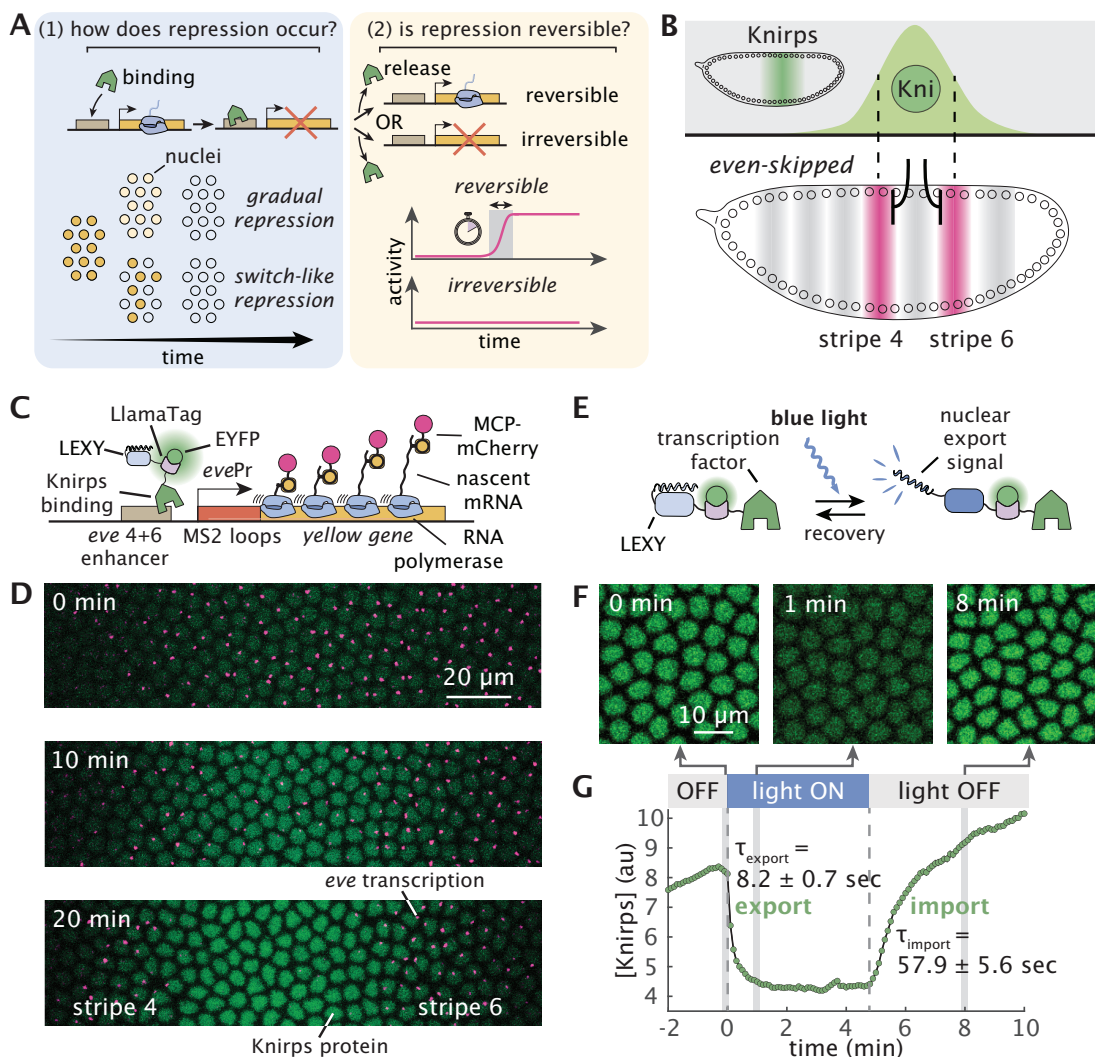 A
(1) how does repression occur?
binding
nuclei
gradual
repression
switch-like
repression
time
(2) is repression reversible?
release
reversible
OR
irreversible
reversible
activity
irreversible
time
B
Knirps
Kni
even-skipped
stripe 4
stripe 6
C
LlamaTag
LEXY
EYFP
Knirps
binding
evePr
MCP-
mCherry
nascent
mRNA
eve 4+6
enhancer
MS2 loops
yellow gene
RNA
polymerase
D
0 min
20 μm
10 min
eve transcription
20 min
stripe 4
stripe 6
Knirps protein
E
blue light
transcription
factor
nuclear
export
signal
recovery
LEXY
F
0 min
1 min
8 min
10 μm
G
OFF
light ON
light OFF
[Knirps] (au)
10
9
8
7
6
5
4
τexport =
8.2 ± 0.7 sec
export
import
τimport =
57.9 ± 5.6 sec
-2
0
2
4
6
8
10
time (min)